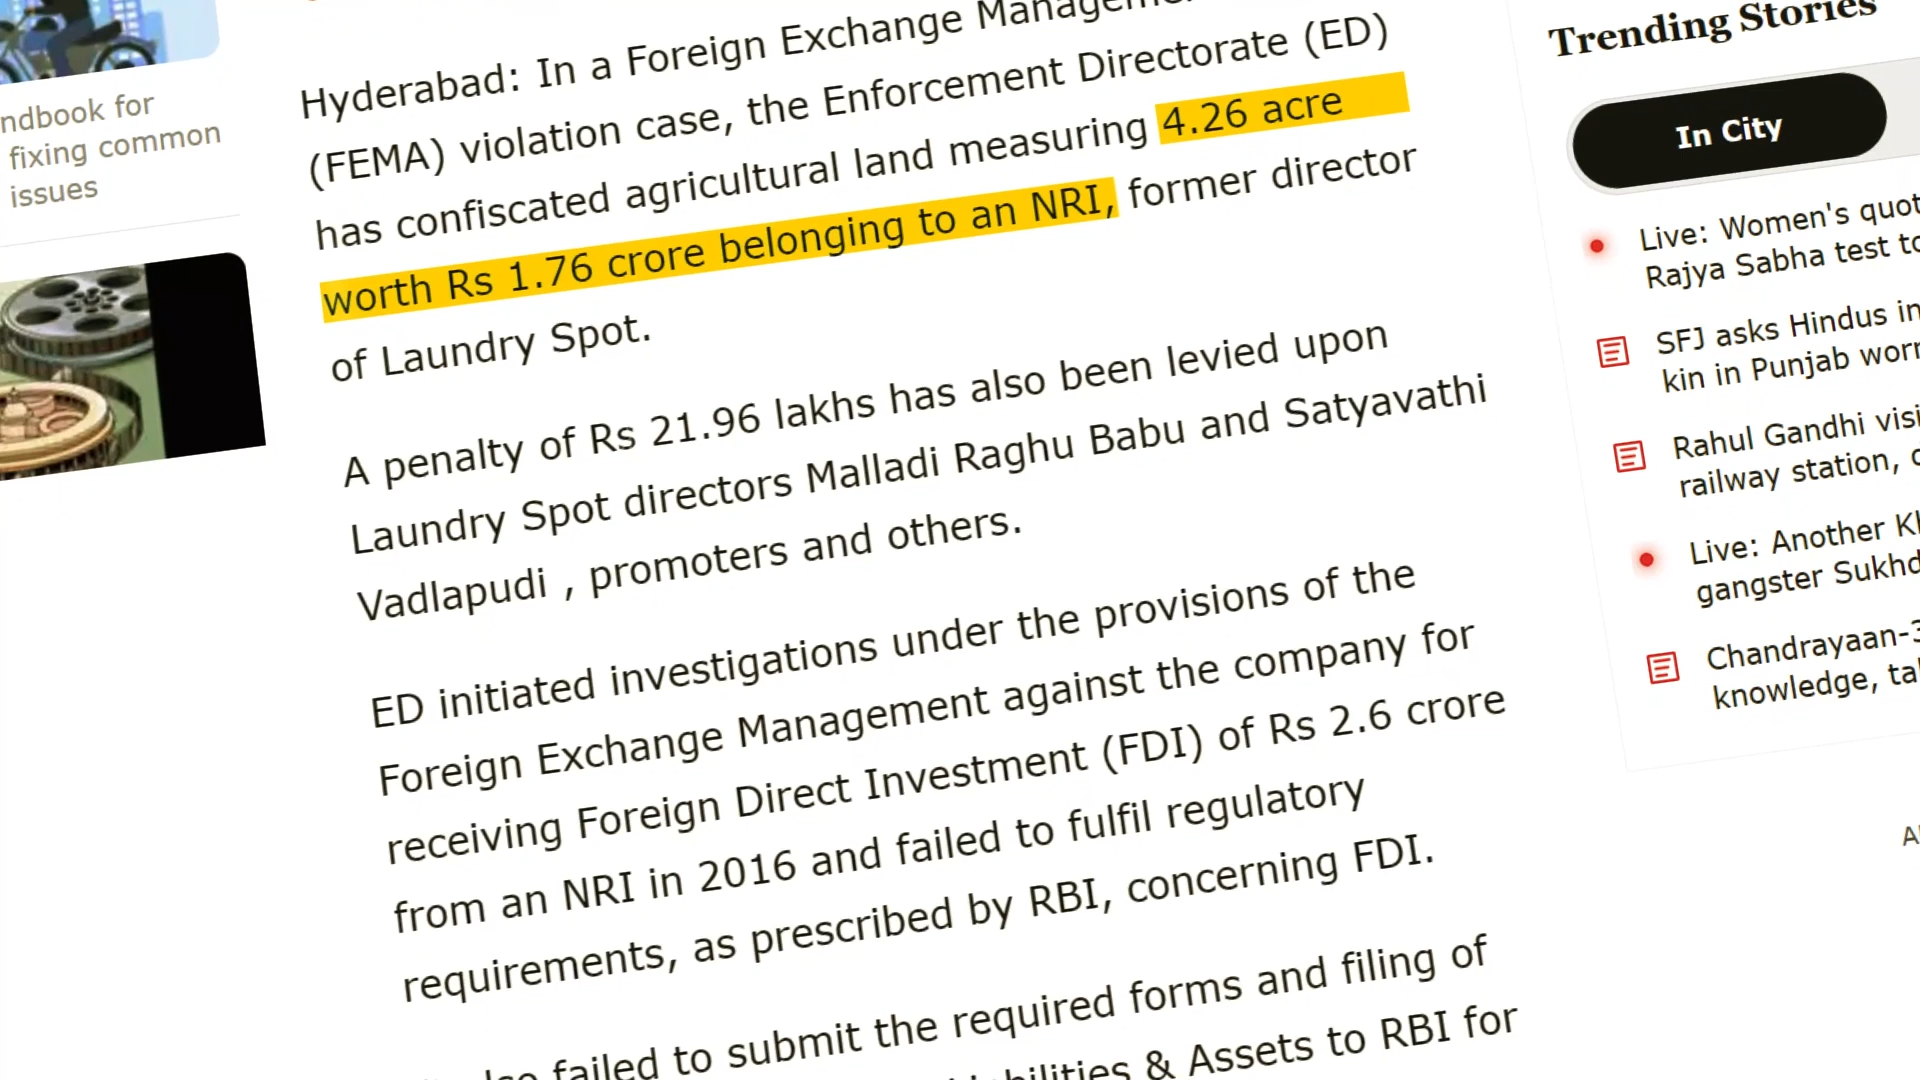 ndbook for
fixing common
issues
Hyderabad: In a Foreign Exchange
(FEMA) violation case, the Enforcement Directorate (ED)
has confiscated agricultural land measuring 4.26 acre
worth Rs 1.76 crore belonging to an NRI, former director
of Laundry Spot.
A penalty of Rs 21.96 lakhs has also been levied upon
Laundry Spot directors Malladi Raghu Babu and Satyavathi
Vadlapudi , promoters and others.
ED initiated investigations under the provisions of the
Foreign Exchange Management against the company for
receiving Foreign Direct Investment (FDI) of Rs 2.6 crore
from an NRI in 2016 and failed to fulfil regulatory
requirements, as prescribed by RBI, concerning FDI.
failed to submit the required forms and filing of
& Assets to RBI for
Trending Stories
In City
Live: Women's quot
Rajya Sabha test to
SFJ asks Hindus in
kin in Punjab worr
Rahul Gandhi visi
railway station,
Live: Another Kh
gangster Sukhd
Chandrayaan-3
knowledge, tal